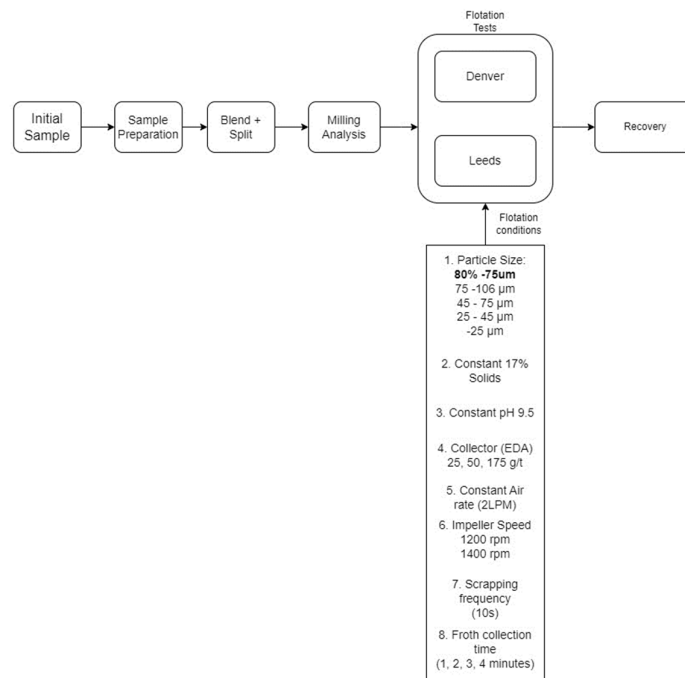 Flotation
Tests
Denver
Initial
Sample
Sample
Preparation
Blend +
Split
Milling
Analysis
Recovery
Leeds
Flotation
conditions
1. Particle Size:
80% -75um
75 -106 µm
45 - 75 µm
25 - 45 µm
-25 µm
2. Constant 17%
Solids
3. Constant pH 9.5
4. Collector (EDA)
25, 50, 175 g/t
5. Constant Air
rate (2LPM)
6. Impeller Speed
1200 rpm
1400 rpm
7. Scrapping
frequency
(10s)
8. Froth collection
time
(1, 2, 3, 4 minutes)